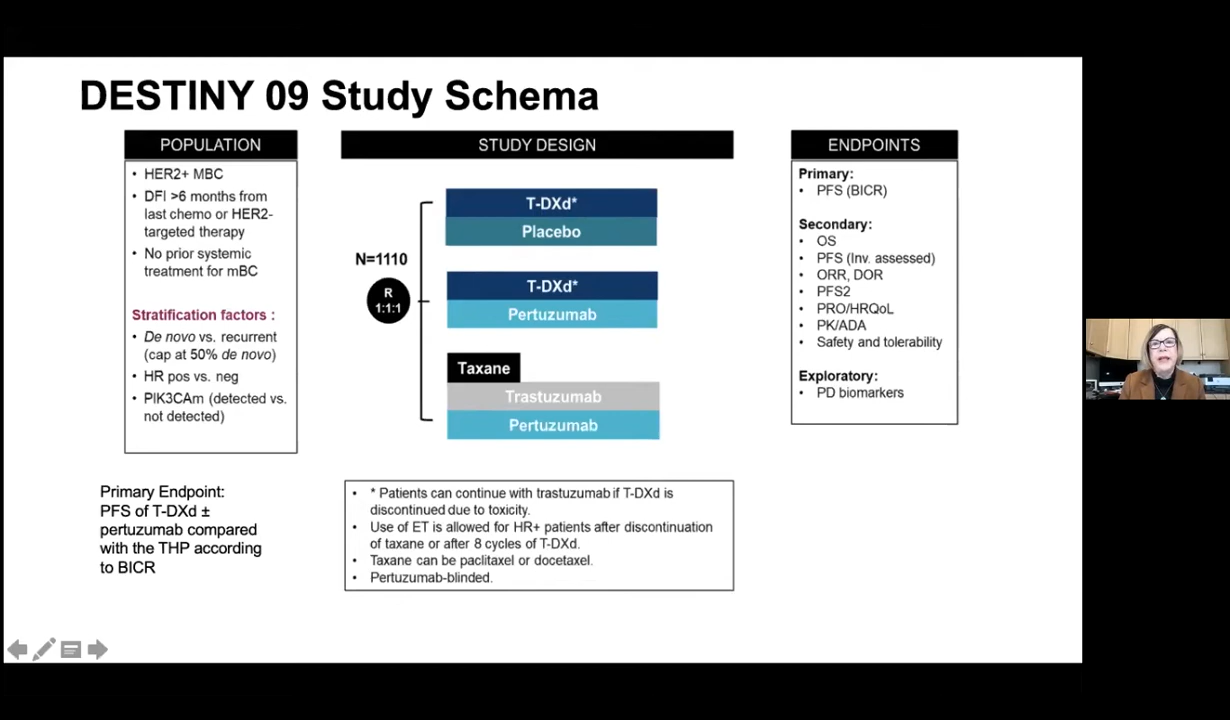 DESTINY 09 Study Schema
POPULATION
• HER2+ MBC
• DFI >6 months from
last chemo or HER2-
targeted therapy
• No prior systemic
treatment for mBC
Stratification factors :
• De novo vs. recurrent
(cap at 50% de novo)
• HR pos vs. neg
• PIK3CAm (detected vs.
not detected)
Primary Endpoint:
PFS of T-DXd ±
pertuzumab compared
with the THP according
to BICR
STUDY DESIGN
N=1110
R
1:1:1
T-DXd*
Placebo
T-DXd*
Pertuzumab
Taxane
Trastuzumab
Pertuzumab
• * Patients can continue with trastuzumab if T-DXd is
discontinued due to toxicity.
• Use of ET is allowed for HR+ patients after discontinuation
of taxane or after 8 cycles of T-DXd.
• Taxane can be paclitaxel or docetaxel.
• Pertuzumab-blinded.
ENDPOINTS
Primary:
• PFS (BICR)
Secondary:
• OS
• PFS (Inv. assessed)
• ORR, DOR
• PFS2
• PRO/HRQoL
• PK/ADA
• Safety and tolerability
Exploratory:
• PD biomarkers